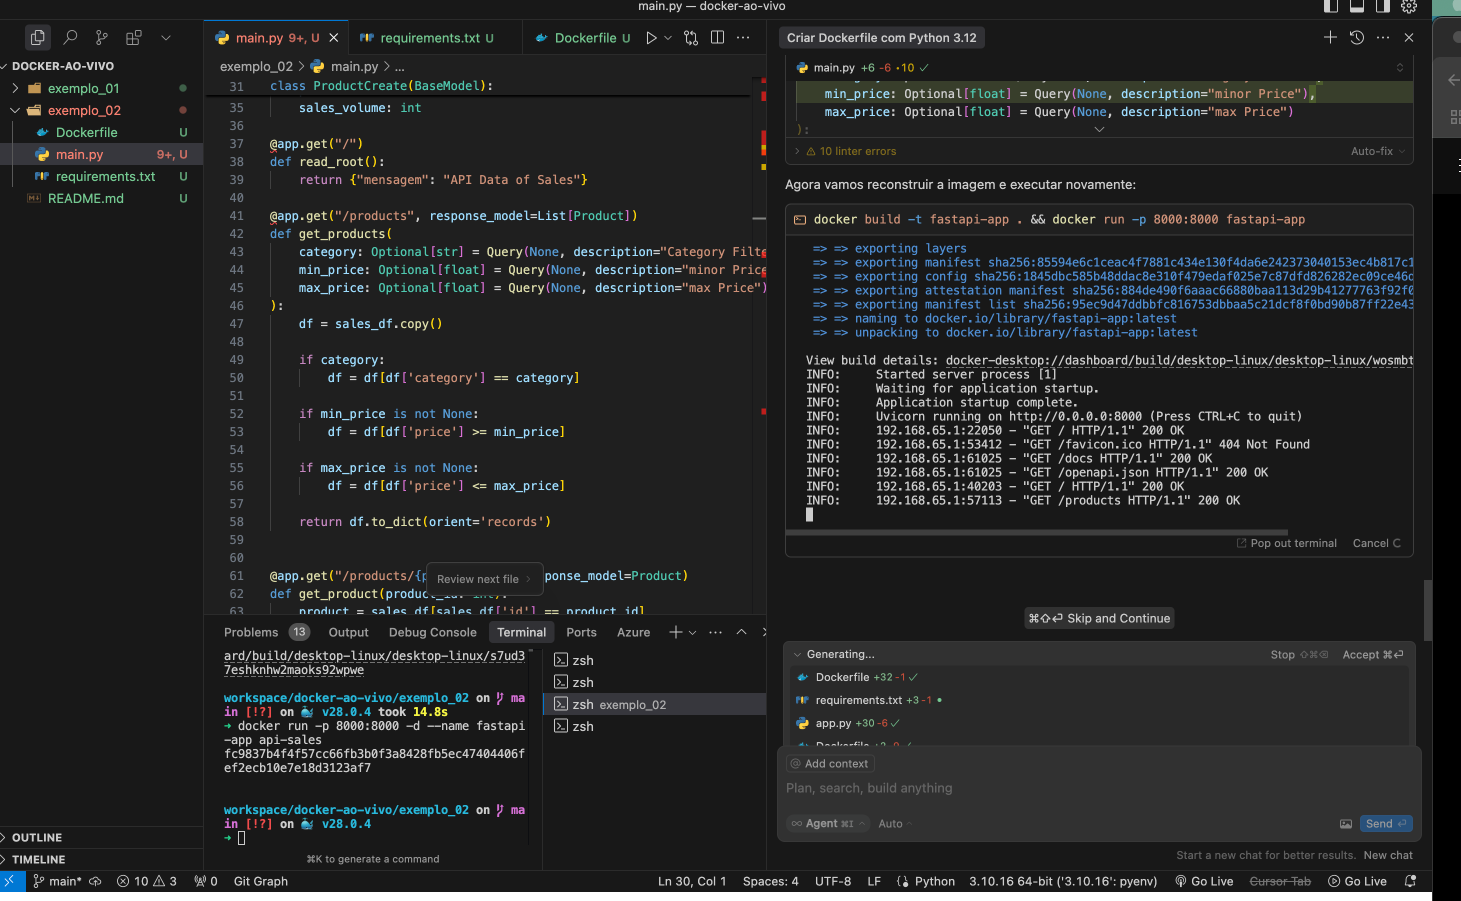 main.py — docker-ao-vivo
DOCKER-AO-VIVO
exemplo_01
exemplo_02
Dockerfile U
main.py 9+, U
requirements.txt U
README.md U
OUTLINE
TIMELINE
main.py 9+, U
requirements.txt U
Dockerfile U
exemplo_02 > main.py > ...
31 class ProductCreate(BaseModel):
35 sales_volume: int
36
37 @app.get("/")
38 def read_root():
39 return {"mensagem": "API Data of Sales"}
40
41 @app.get("/products", response_model=List[Product])
42 def get_products(
43 category: Optional[str] = Query(None, description="Category Filte
44 min_price: Optional[float] = Query(None, description="minor Price
45 max_price: Optional[float] = Query(None, description="max Price")
46 ):
47 df = sales_df.copy()
48
49 if category:
50 df = df[df['category'] == category]
51
52 if min_price is not None:
53 df = df[df['price'] >= min_price]
54
55 if max_price is not None:
56 df = df[df['price'] <= max_price]
57
58 return df.to_dict(orient='records')
59
60
61 @app.get("/products/{p ponse_model=Product)
62 def get_product(product_id: int):
63 product = sales_df[sales_df['id'] == product_id]
Review next file
Problems 13 Output Debug Console Terminal Ports Azure
ard/build/desktop-linux/desktop-linux/s7ud3
7eshknhw2maoks92wpwe
workspace/docker-ao-vivo/exemplo_02 on ma
in [!?] on v28.0.4 took 14.8s
➜ docker run -p 8000:8000 -d --name fastapi
-app api-sales
fc9837b4f4f57cc66fb3b0f3a8428fb5ec47404406f
ef2ecb10e7e18d3123af7
workspace/docker-ao-vivo/exemplo_02 on ma
in [!?] on v28.0.4
➜
⌘K to generate a command
zsh
zsh
zsh exemplo_02
zsh
Criar Dockerfile com Python 3.12
main.py +6 -6 •10 ✓
min_price: Optional[float] = Query(None, description="minor Price"),
max_price: Optional[float] = Query(None, description="max Price")
):
10 linter errors Auto-fix
Agora vamos reconstruir a imagem e executar novamente:
docker build -t fastapi-app . && docker run -p 8000:8000 fastapi-app
=> => exporting layers
=> => exporting manifest sha256:85594e6c1ceac4f7881c434e130f4da6e242373040153ec4b817c1
=> => exporting config sha256:1845dbc585b48ddac8e310f479edaf025e7c87dfd826282ec09ce46d
=> => exporting attestation manifest sha256:884de490f6aaac66880baa113d29b41277763f92f0
=> => exporting manifest list sha256:95ec9d47ddbbfc816753dbbaa5c21dcf8f0bd90b87ff22e43
=> => naming to docker.io/library/fastapi-app:latest
=> => unpacking to docker.io/library/fastapi-app:latest
View build details: docker-desktop://dashboard/build/desktop-linux/desktop-linux/wosmbt
INFO: Started server process [1]
INFO: Waiting for application startup.
INFO: Application startup complete.
INFO: Uvicorn running on http://0.0.0.0:8000 (Press CTRL+C to quit)
INFO: 192.168.65.1:22050 - "GET / HTTP/1.1" 200 OK
INFO: 192.168.65.1:53412 - "GET /favicon.ico HTTP/1.1" 404 Not Found
INFO: 192.168.65.1:61025 - "GET /docs HTTP/1.1" 200 OK
INFO: 192.168.65.1:61025 - "GET /openapi.json HTTP/1.1" 200 OK
INFO: 192.168.65.1:40203 - "GET / HTTP/1.1" 200 OK
INFO: 192.168.65.1:57113 - "GET /products HTTP/1.1" 200 OK
Pop out terminal Cancel
⌘⇧⏎ Skip and Continue
Generating... Stop ⇧⌘⌫ Accept ⌘⏎
Dockerfile +32 -1 ✓
requirements.txt +3 -1 •
app.py +30 -6 ✓
Add context
Plan, search, build anything
∞ Agent ⌘I Auto
Send ⏎
Start a new chat for better results. New chat
main* 10 3 0 Git Graph
Ln 30, Col 1 Spaces: 4 UTF-8 LF Python 3.10.16 64-bit ('3.10.16': pyenv) Go Live Cursor Tab Go Live